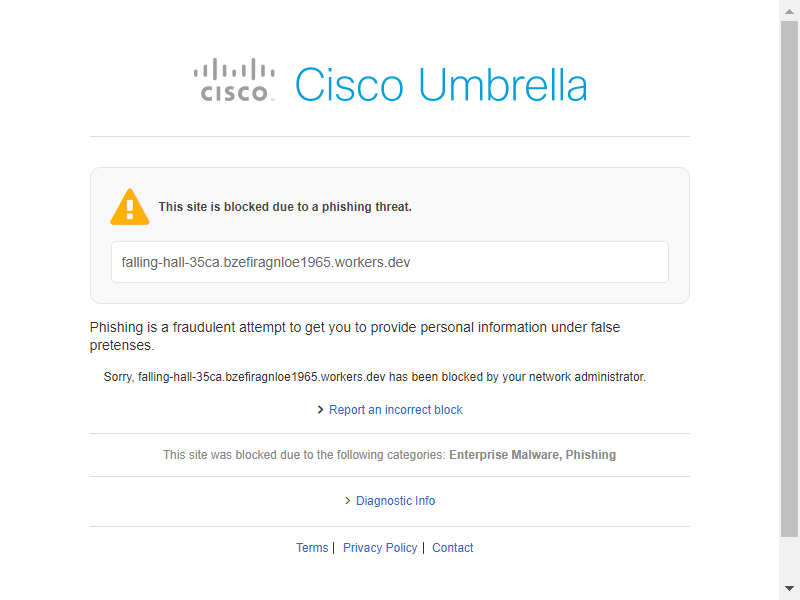 CISCO
Cisco Umbrella
This site is blocked due to a phishing threat.
falling-hall-35ca.bzefiragnloe1965.workers.dev
Phishing is a fraudulent attempt to get you to provide personal information under false
pretenses.
Sorry, falling-hall-35ca.bzefiragnloe1965.workers.dev has been blocked by your network administrator.
Report an incorrect block
This site was blocked due to the following categories: Enterprise Malware, Phishing
Diagnostic Info
Terms | Privacy Policy | Contact